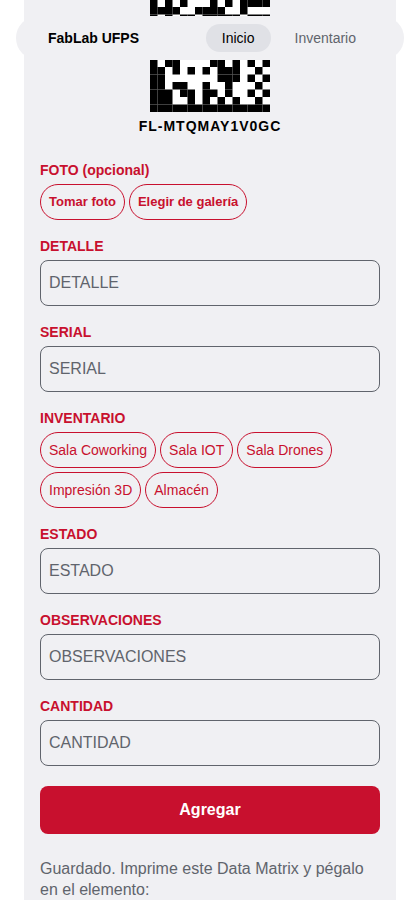 FabLab UFPS
Inicio
Inventario
FL-MTQMAY1V0GC
FOTO (opcional)
Tomar foto
Elegir de galería
DETALLE
DETALLE
SERIAL
SERIAL
INVENTARIO
Sala Coworking
Sala IOT
Sala Drones
Impresión 3D
Almacén
ESTADO
ESTADO
OBSERVACIONES
OBSERVACIONES
CANTIDAD
CANTIDAD
Agregar
Guardado. Imprime este Data Matrix y pégalo
en el elemento: